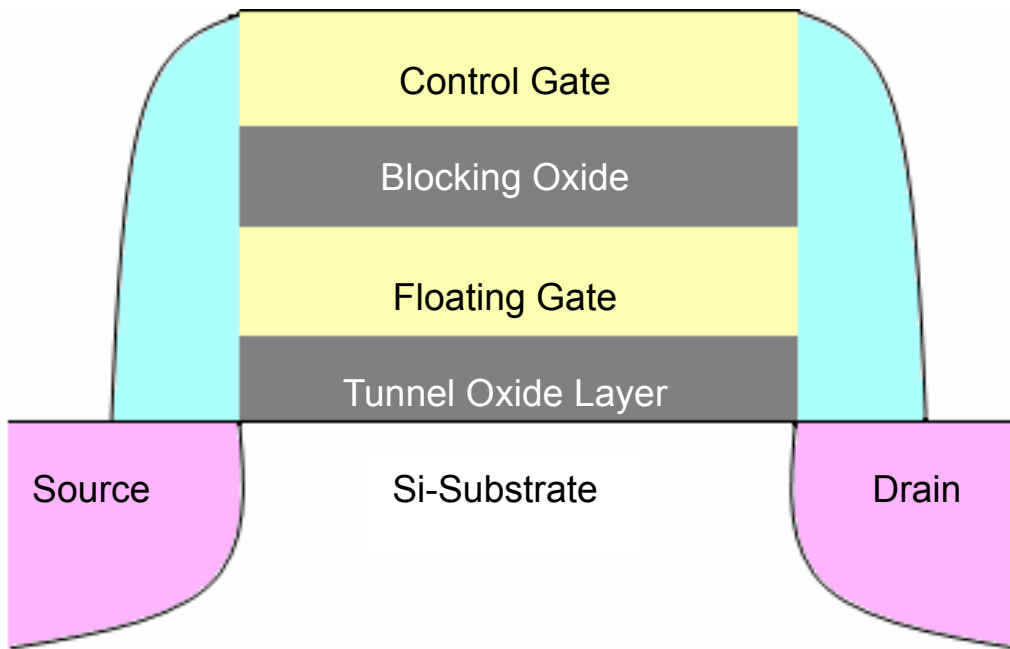 Control Gate
Blocking Oxide
Floating Gate
Tunnel Oxide Layer
Source
Si-Substrate
Drain